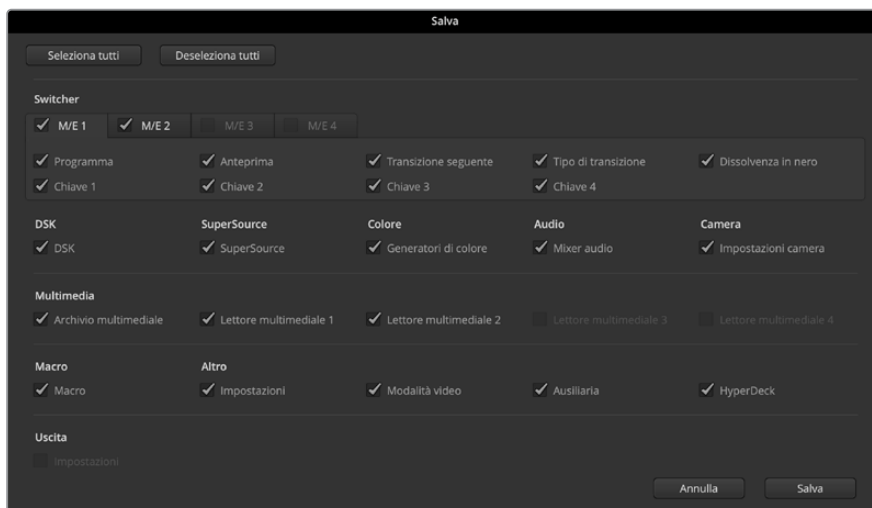 Salva
Seleziona tutti Deseleziona tutti
Switcher
M/E 1 M/E 2 M/E 3 M/E 4
Programma Anteprima Transizione seguente Tipo di transizione Dissolvenza in nero
Chiave 1 Chiave 2 Chiave 3 Chiave 4
DSK SuperSource Colore Audio Camera
DSK SuperSource Generatori di colore Mixer audio Impostazioni camera
Multimedia
Archivio multimediale Lettore multimediale 1 Lettore multimediale 2 Lettore multimediale 3 Lettore multimediale 4
Macro Altro
Macro Impostazioni Modalità video Ausiliaria HyperDeck
Uscita
Impostazioni
Annulla Salva